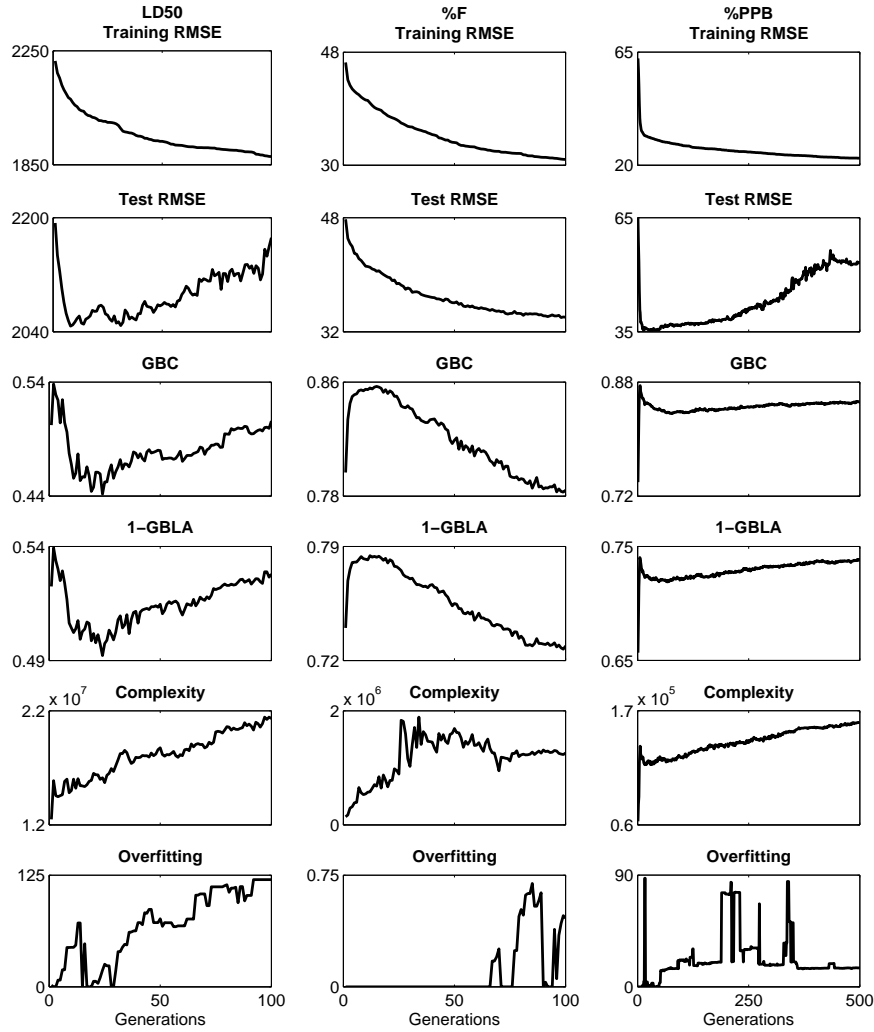 LD50 %F %PPB
Training RMSE Training RMSE Training RMSE
2250 48 65
1850 30 20
Test RMSE Test RMSE Test RMSE
2200 48 65
2040 32 35
GBC GBC GBC
0.54 0.86 0.88
0.44 0.78 0.72
1−GBLA 1−GBLA 1−GBLA
0.54 0.79 0.75
0.49 0.72 0.65
x 10^7 Complexity x 10^6 Complexity x 10^5 Complexity
2.2 2 1.7
1.2 0 0.6
Overfitting Overfitting Overfitting
125 0.75 90
0 0 0
0 50 100 0 50 100 0 250 500
Generations Generations Generations